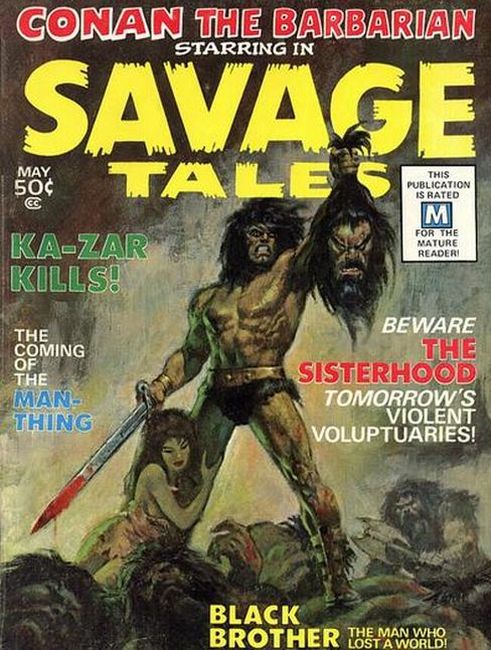 CONAN THE BARBARIAN
STARRING IN
SAVAGE
TALES
MAY
50¢
CC
THIS
PUBLICATION
IS RATED
M
FOR THE
MATURE
READER!
KA-ZAR
KILLS!
THE
COMING
OF
THE
MAN-
THING
BEWARE
THE
SISTERHOOD
TOMORROW'S
VIOLENT
VOLUPTUARIES!
BLACK
BROTHER
THE MAN WHO
LOST A WORLD!